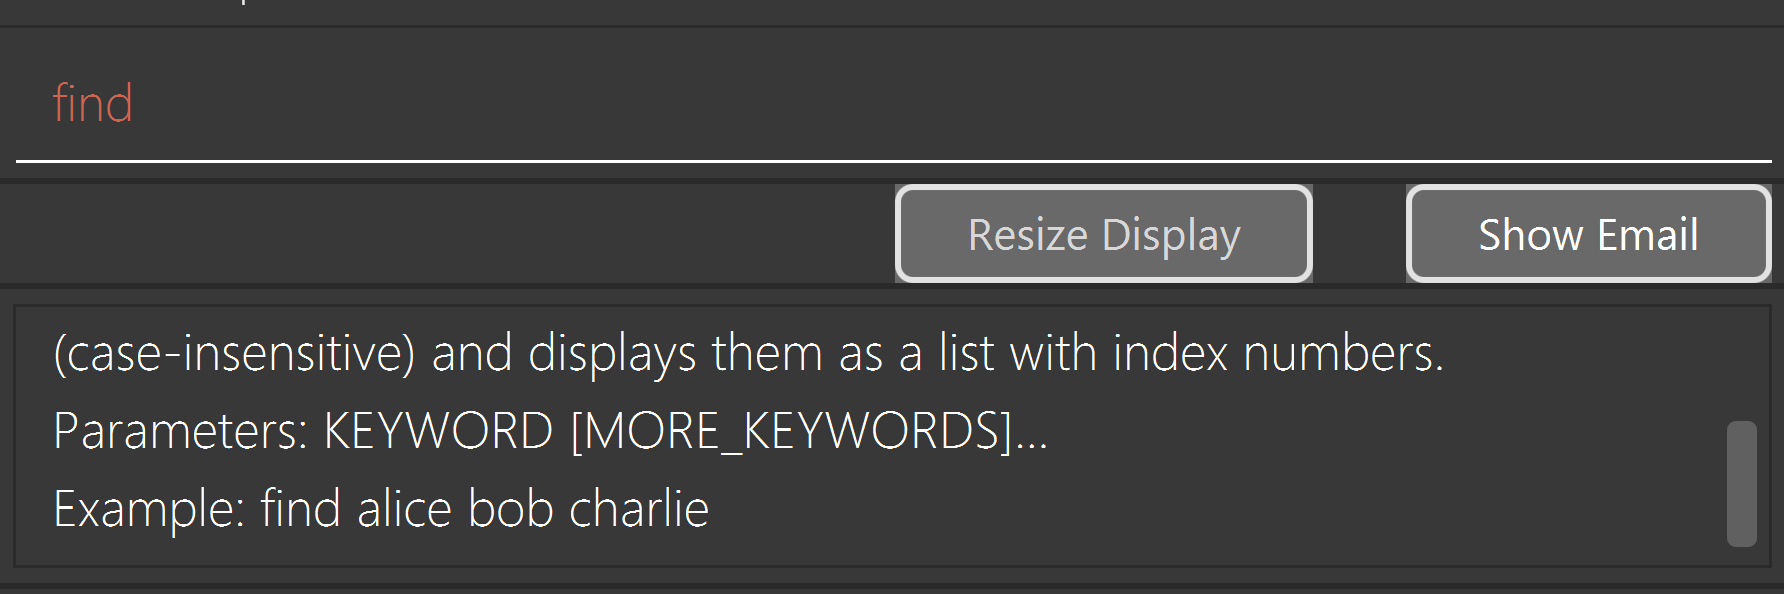 find
Resize Display
Show Email
(case-insensitive) and displays them as a list with index numbers.
Parameters: KEYWORD [MORE_KEYWORDS]...
Example: find alice bob charlie